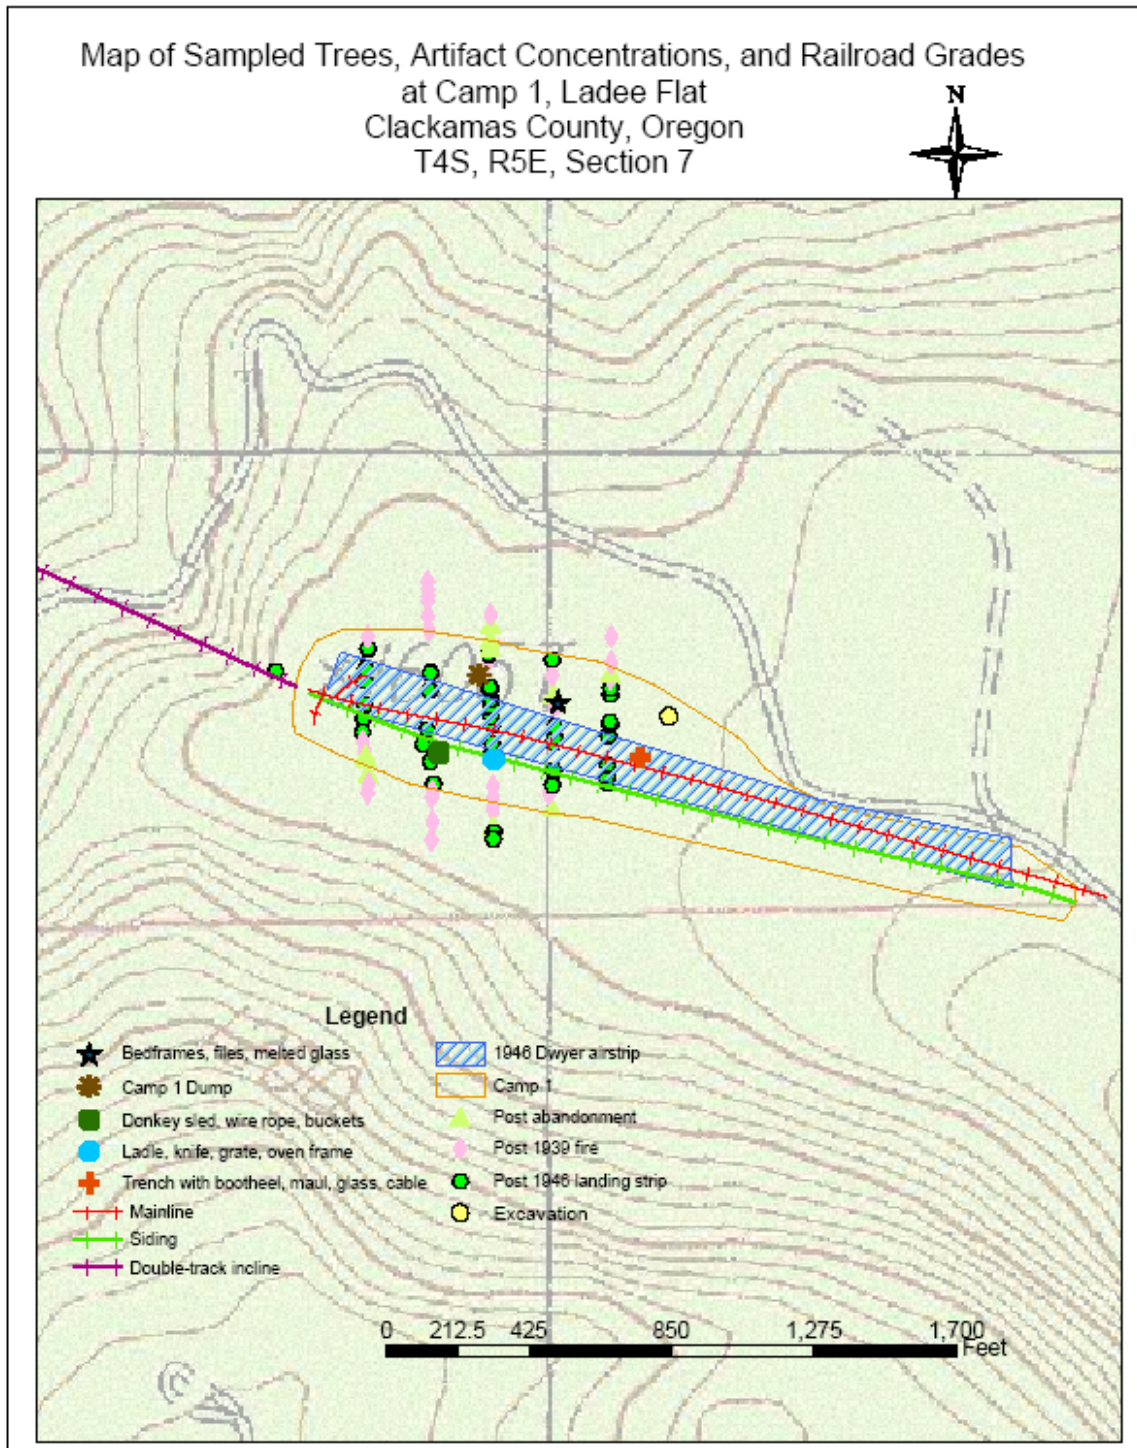 Map of Sampled Trees, Artifact Concentrations, and Railroad Grades
at Camp 1, Ladee Flat
Clackamas County, Oregon
T4S, R5E, Section 7
N
Legend
Bedframes, files, melted glass
Camp 1 Dump
Donkey sled, wire rope, buckets
Ladle, knife, grate, oven frame
Trench with bootheel, maul, glass, cable
Mainline
Siding
Double-track incline
1946 Dwyer airstrip
Camp 1
Post abandonment
Post 1939 fire
Post 1946 landing strip
Excavation
0 212.5 425 850 1,275 1,700
Feet